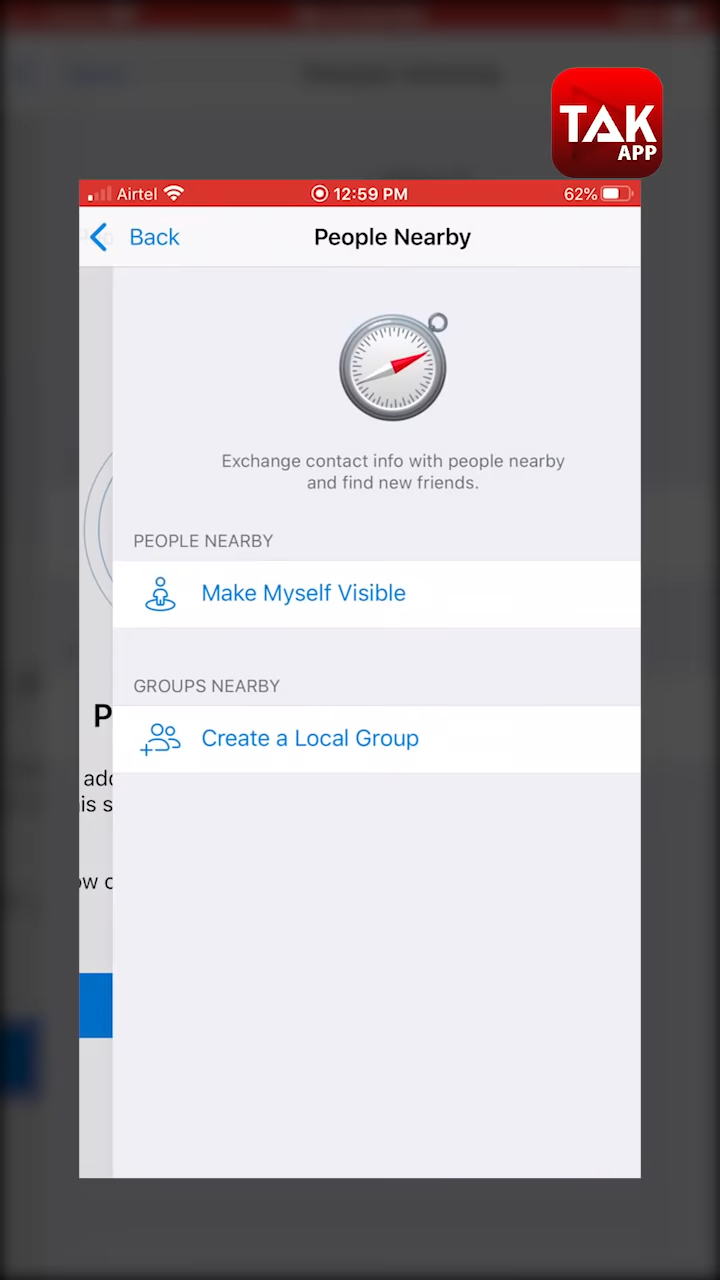 TAK
APP
Airtel 12:59 PM 62%
Back People Nearby
Exchange contact info with people nearby
and find new friends.
PEOPLE NEARBY
Make Myself Visible
GROUPS NEARBY
Create a Local Group
P
is s